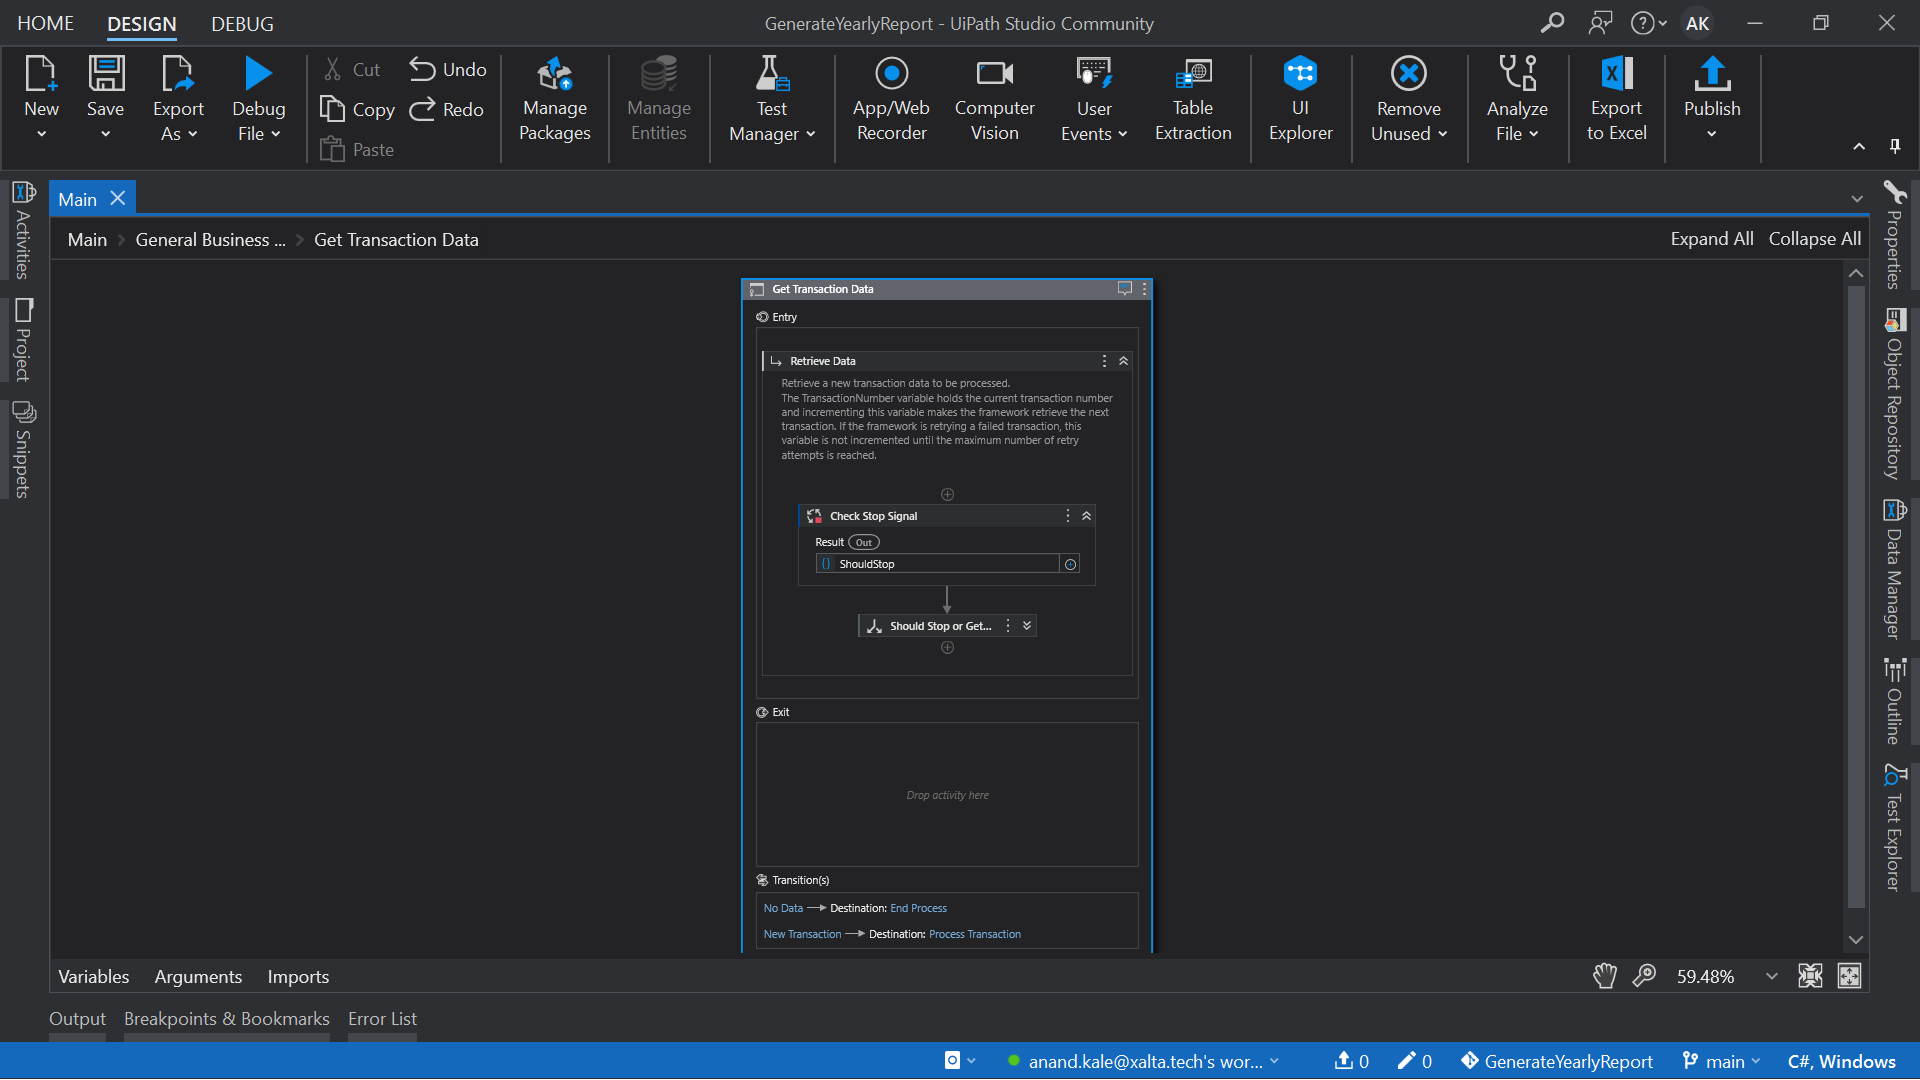 HOME DESIGN DEBUG GenerateYearlyReport - UiPath Studio Community AK
New Save Export As Debug File
Cut Undo
Copy Redo
Paste
Manage Packages
Manage Entities
Test Manager
App/Web Recorder
Computer Vision
User Events
Table Extraction
UI Explorer
Remove Unused
Analyze File
Export to Excel
Publish
Main
Main General Business ... Get Transaction Data Expand All Collapse All
Activities
Project
Snippets
Get Transaction Data
Entry
Retrieve Data
Retrieve a new transaction data to be processed.
The TransactionNumber variable holds the current transaction number
and incrementing this variable makes the framework retrieve the next
transaction. If the framework is retrying a failed transaction, this
variable is not incremented until the maximum number of retry
attempts is reached.
Check Stop Signal
Result Out
ShouldStop
Should Stop or Get...
Exit
Drop activity here
Transition(s)
No Data Destination: End Process
New Transaction Destination: Process Transaction
Properties
Object Repository
Data Manager
Outline
Test Explorer
Variables Arguments Imports 59.48%
Output Breakpoints & Bookmarks Error List
anand.kale@xalta.tech's wor... 0 0 GenerateYearlyReport main C#, Windows